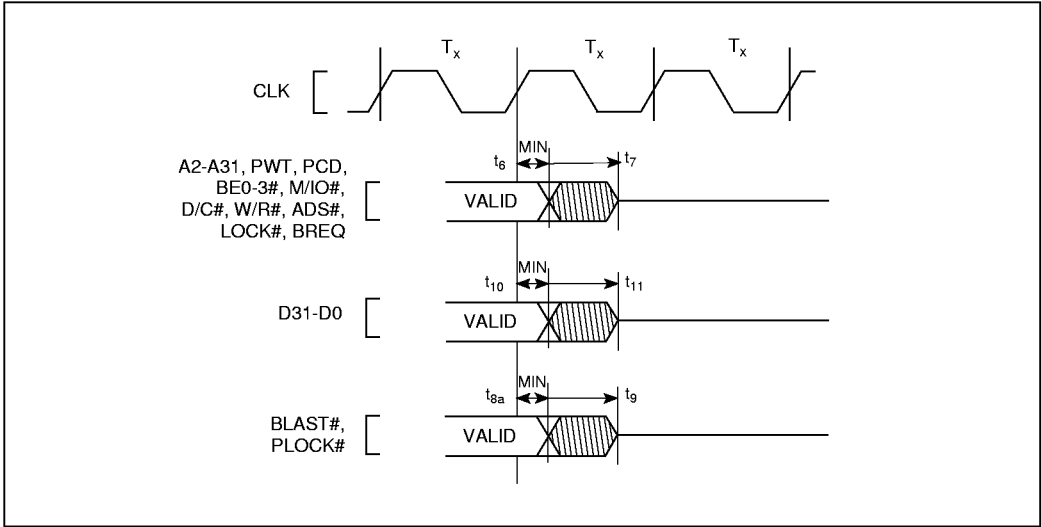 Tx Tx Tx
CLK
MIN
t6 t7
A2-A31, PWT, PCD,
BE0-3#, M/IO#,
D/C#, W/R#, ADS#,
LOCK#, BREQ
VALID
MIN
t10 t11
D31-D0
VALID
MIN
t8a t9
BLAST#,
PLOCK#
VALID